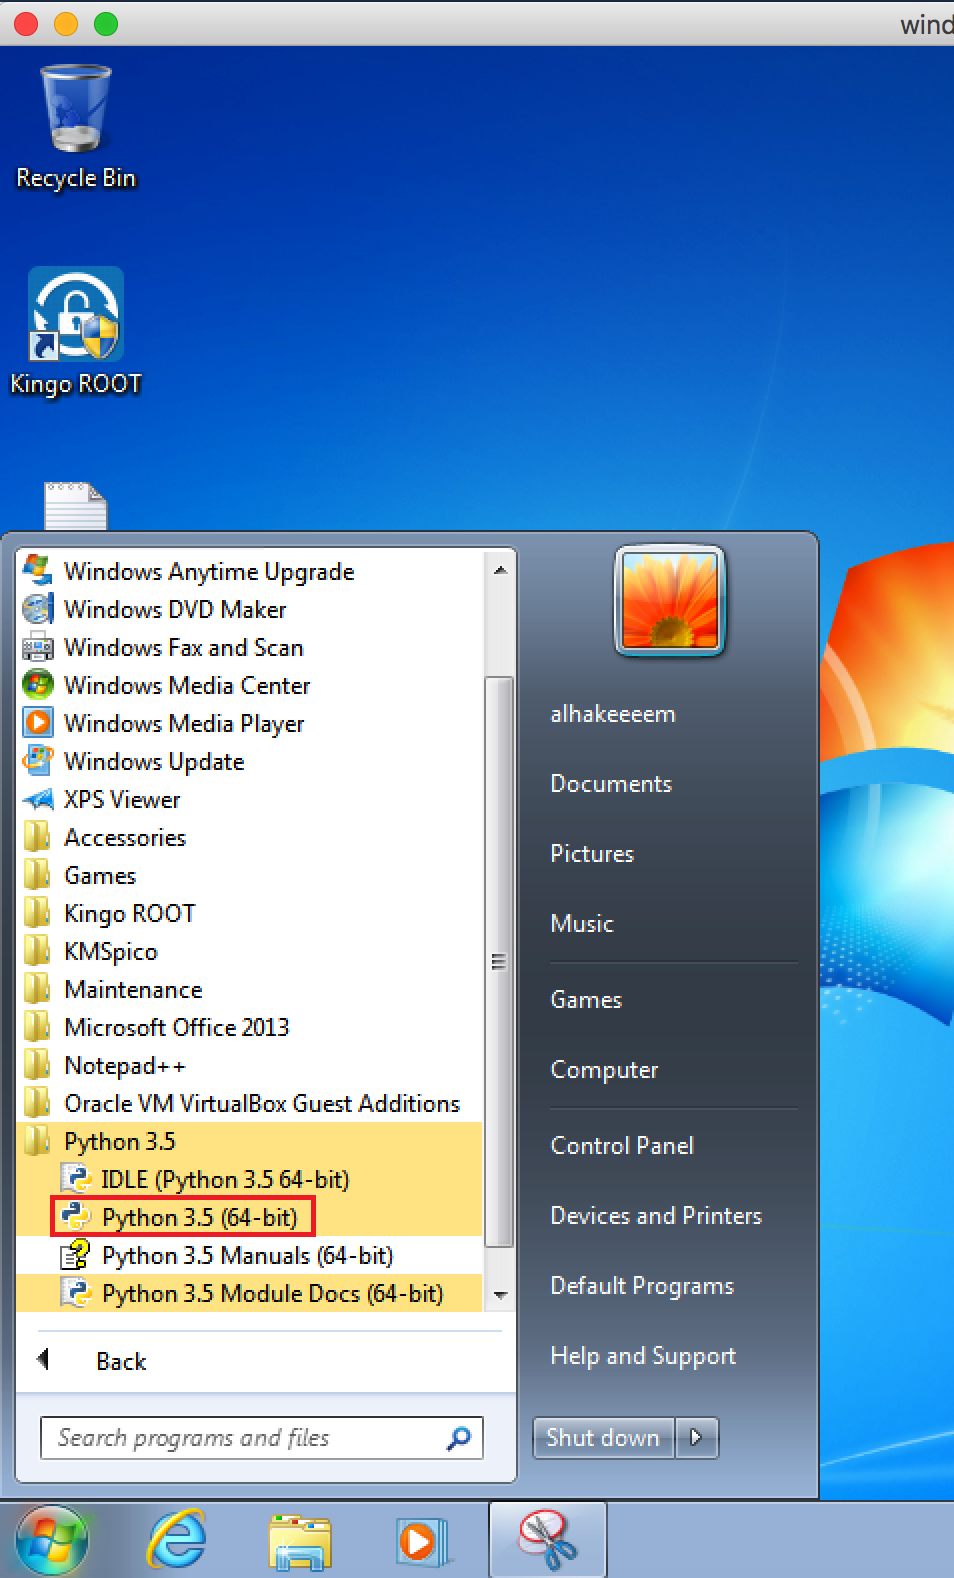 wind
Recycle Bin
Kingo ROOT
Windows Anytime Upgrade
Windows DVD Maker
Windows Fax and Scan
Windows Media Center
Windows Media Player
Windows Update
XPS Viewer
Accessories
Games
Kingo ROOT
KMSpico
Maintenance
Microsoft Office 2013
Notepad++
Oracle VM VirtualBox Guest Additions
Python 3.5
IDLE (Python 3.5 64-bit)
Python 3.5 (64-bit)
Python 3.5 Manuals (64-bit)
Python 3.5 Module Docs (64-bit)
Back
Search programs and files
alhakeeeem
Documents
Pictures
Music
Games
Computer
Control Panel
Devices and Printers
Default Programs
Help and Support
Shut down